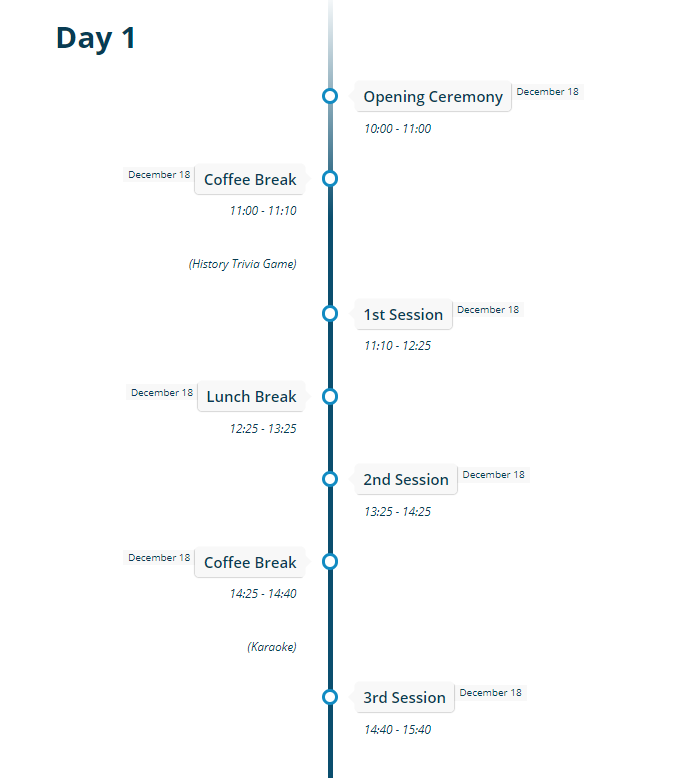 Day 1
Opening Ceremony December 18
10:00 - 11:00
December 18 Coffee Break
11:00 - 11:10
(History Trivia Game)
1st Session December 18
11:10 - 12:25
December 18 Lunch Break
12:25 - 13:25
2nd Session December 18
13:25 - 14:25
December 18 Coffee Break
14:25 - 14:40
(Karaoke)
3rd Session December 18
14:40 - 15:40